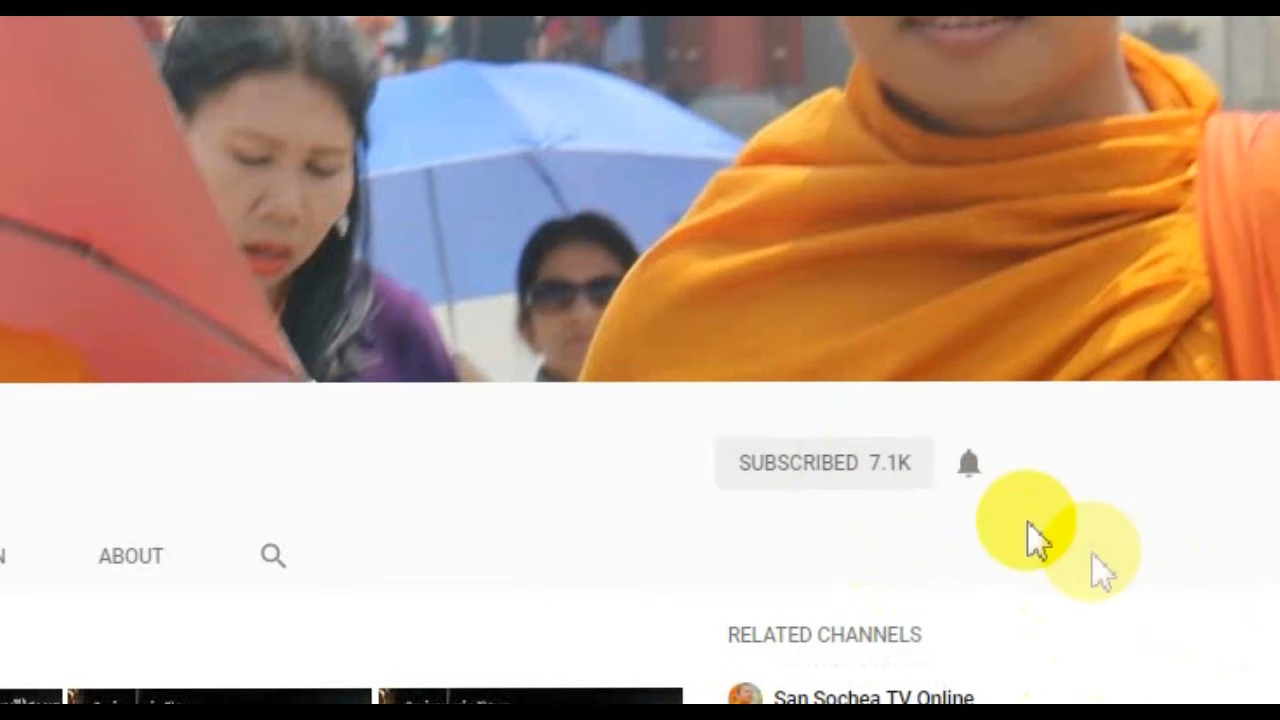 SUBSCRIBED 7.1K
ABOUT
RELATED CHANNELS
San Sochea TV Online